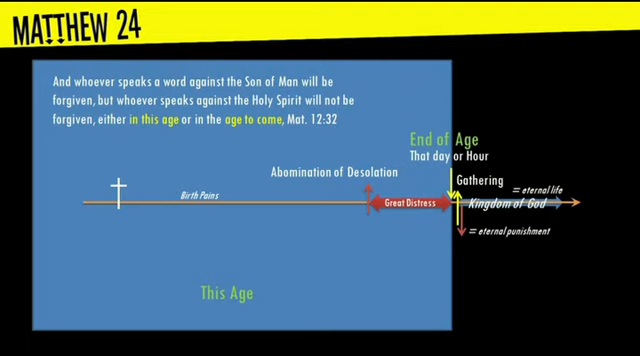 MATTHEW 24
And whoever speaks a word against the Son of Man will be
forgiven, but whoever speaks against the Holy Spirit will not be
forgiven, either in this age or in the age to come, Mat. 12:32
End of Age
That day or Hour
Abomination of Desolation
Gathering
= eternal life
Birth Pains
Great Distress
Kingdom of God
= eternal punishment
This Age